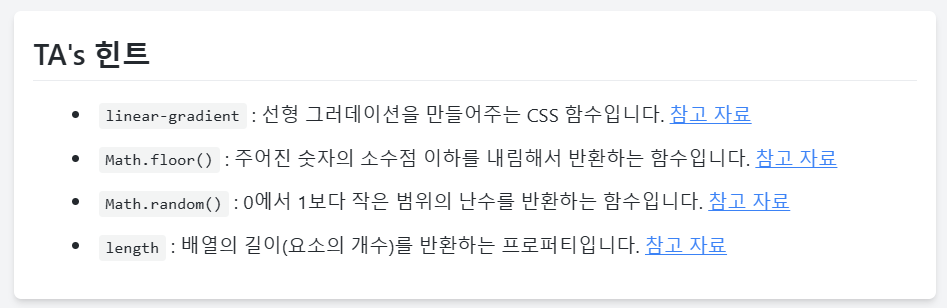 TA's 힌트
linear-gradient : 선형 그러데이션을 만들어주는 CSS 함수입니다. 참고 자료
Math.floor() : 주어진 숫자의 소수점 이하를 내림해서 반환하는 함수입니다. 참고 자료
Math.random() : 0에서 1보다 작은 범위의 난수를 반환하는 함수입니다. 참고 자료
length : 배열의 길이(요소의 개수)를 반환하는 프로퍼티입니다. 참고 자료